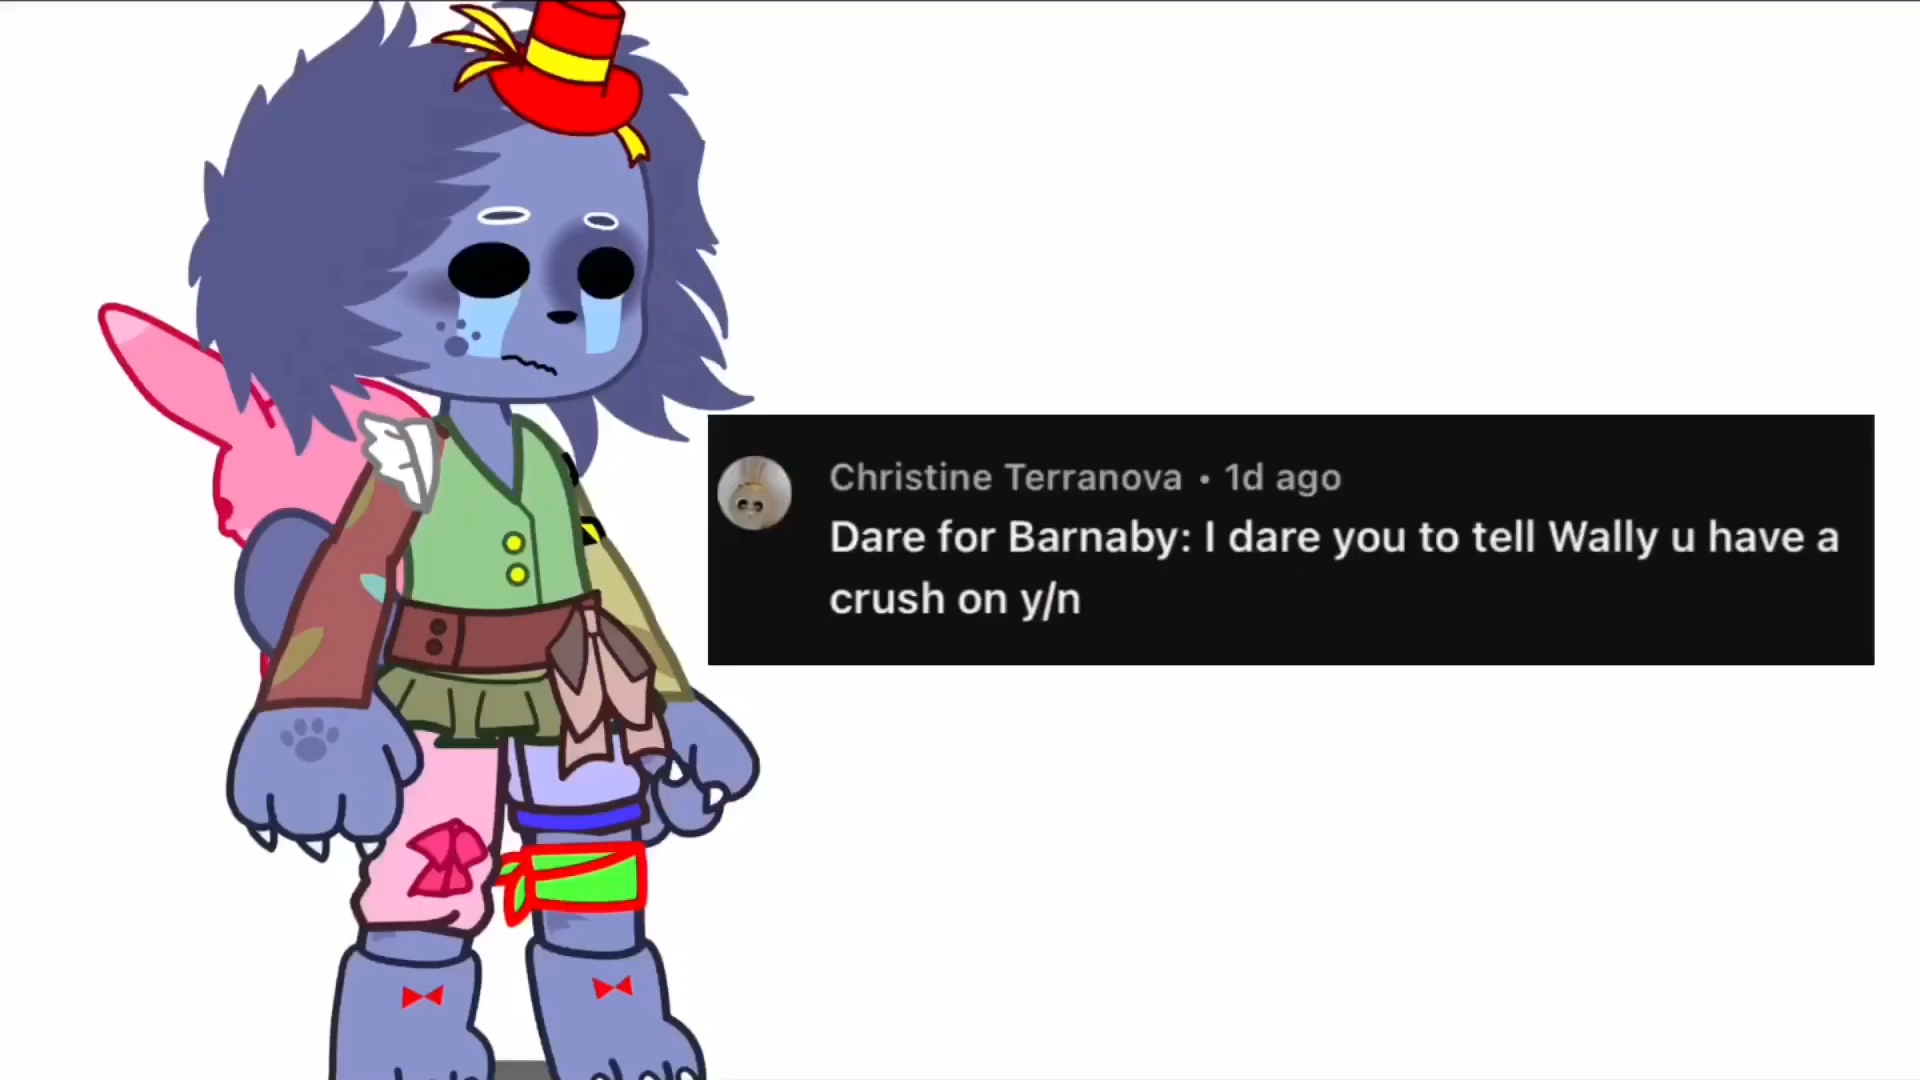 Christine Terranova • 1d ago
Dare for Barnaby: I dare you to tell Wally u have a
crush on y/n